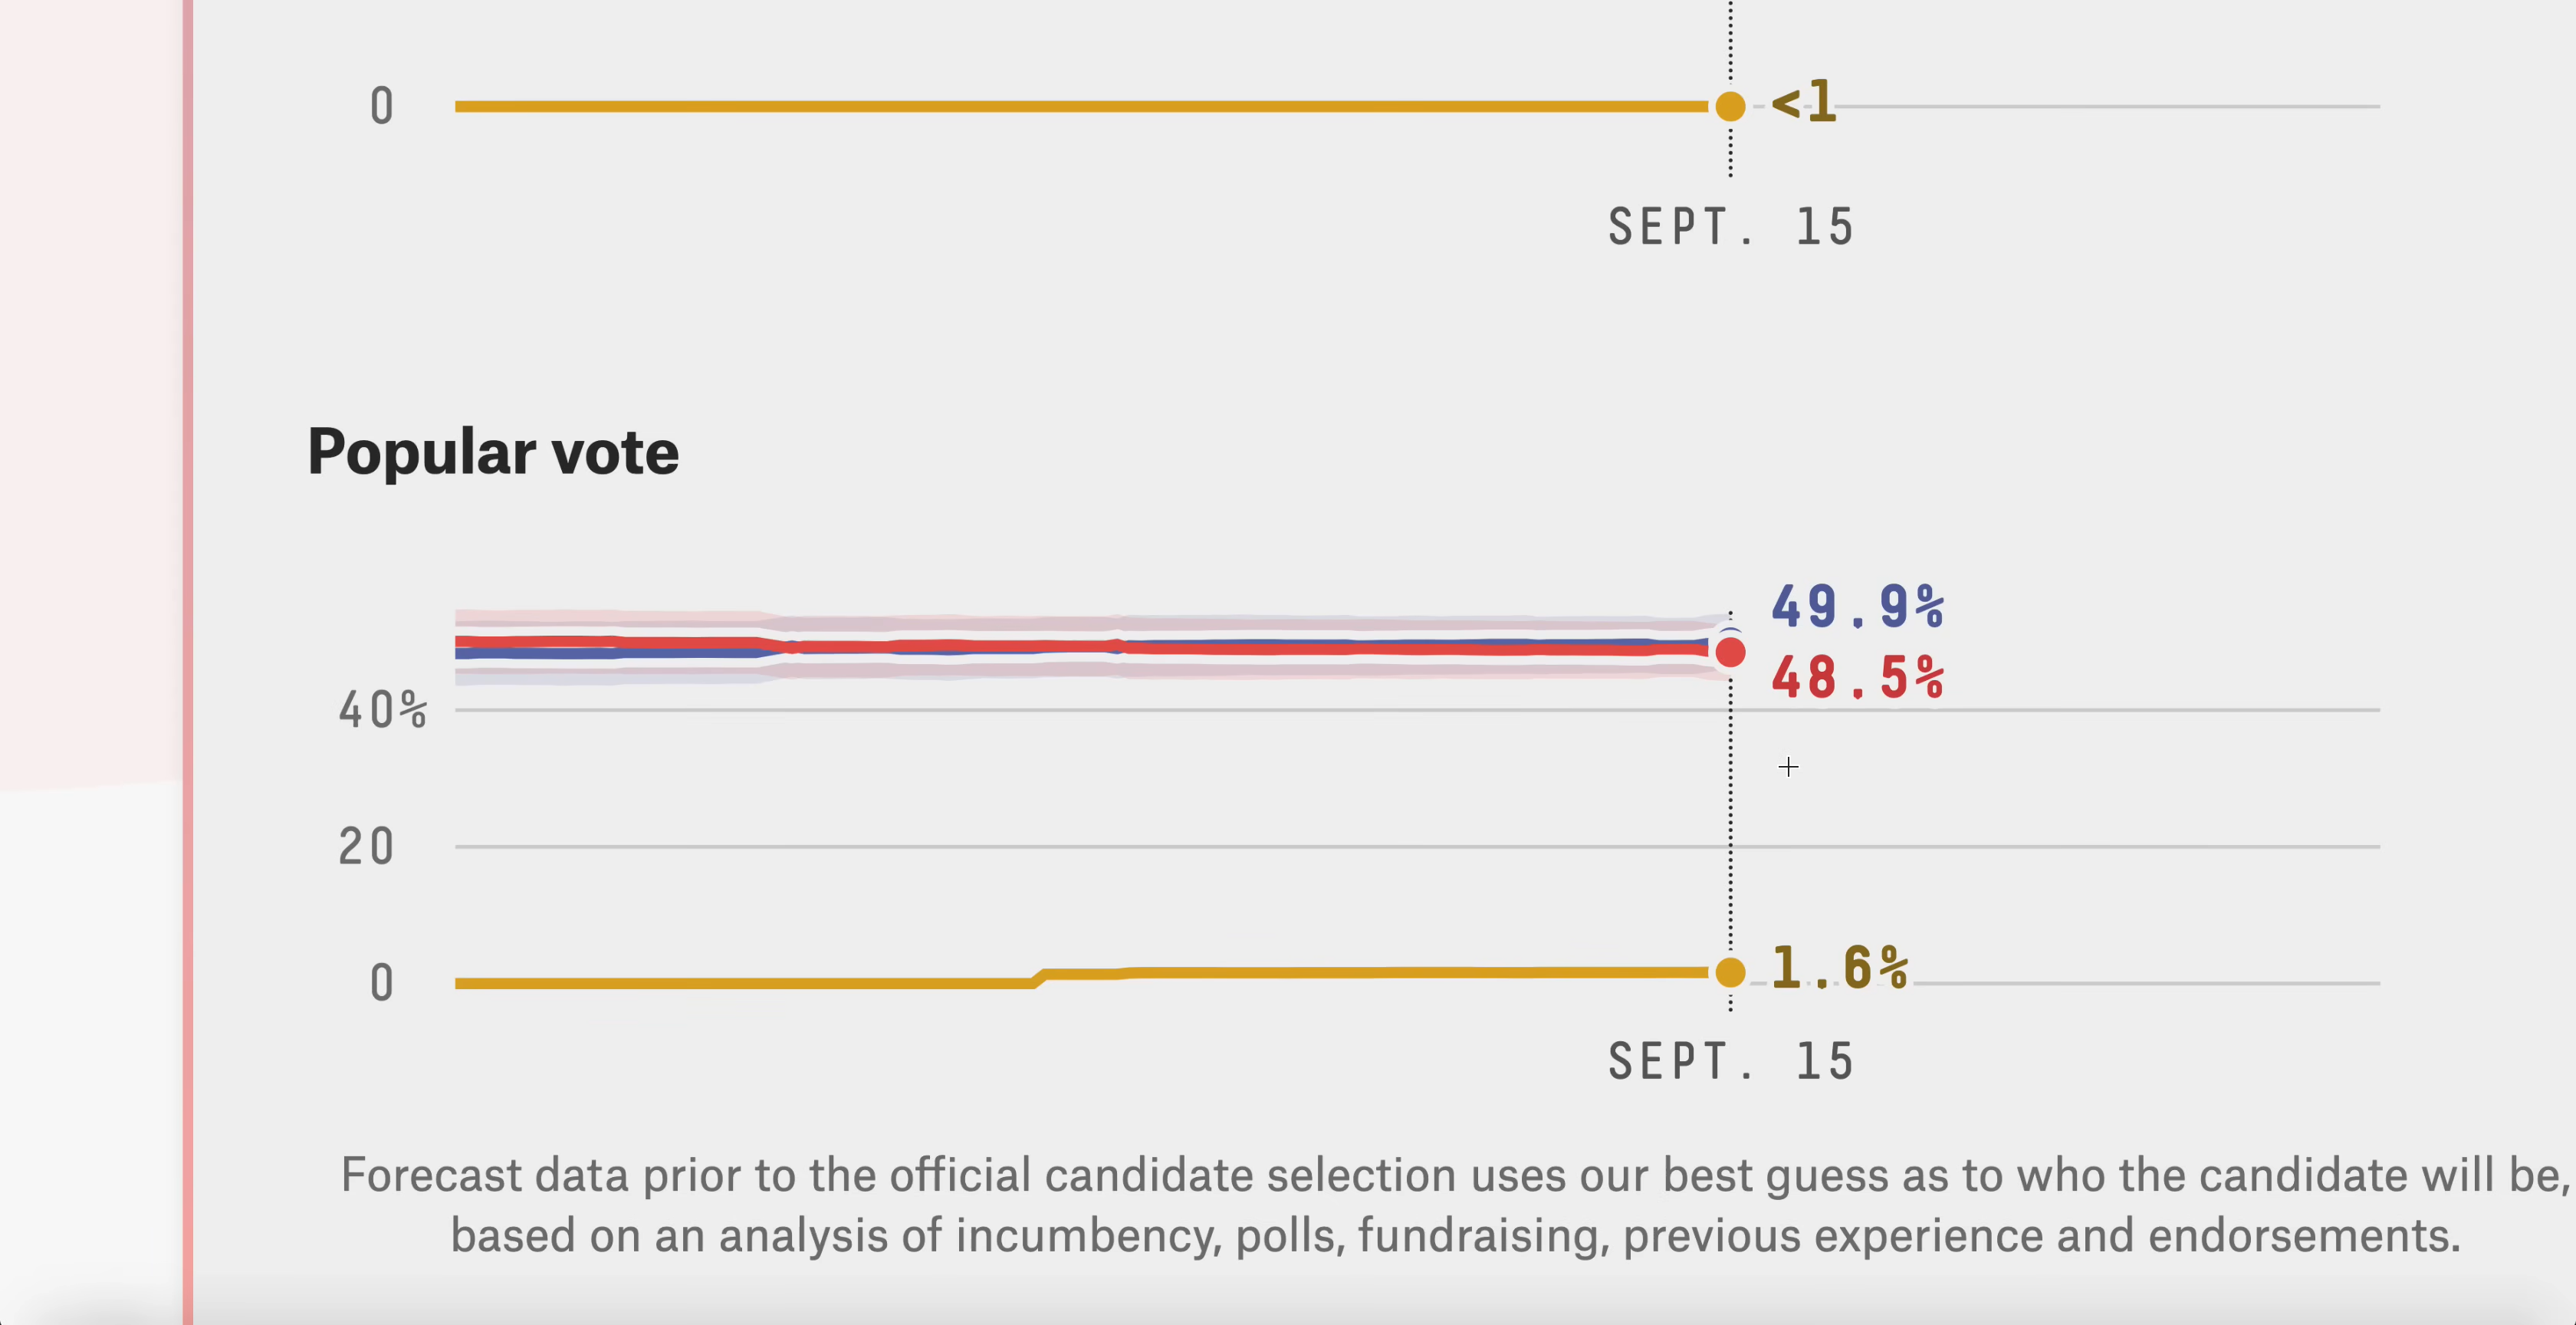 0
<1
SEPT. 15
Popular vote
49.9%
48.5%
40%
20
0
1.6%
SEPT. 15
Forecast data prior to the official candidate selection uses our best guess as to who the candidate will be,
based on an analysis of incumbency, polls, fundraising, previous experience and endorsements.